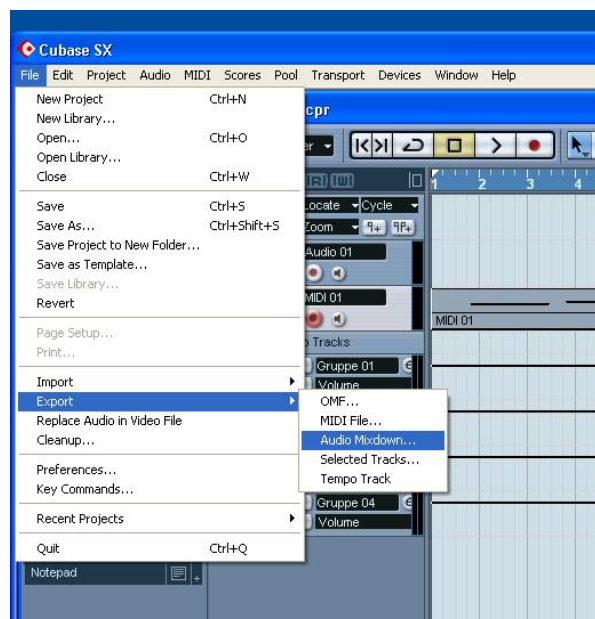 Cubase SX
File Edit Project Audio MIDI Scores Pool Transport Devices Window Help
New Project Ctrl+N
New Library...
Open... Ctrl+O
Open Library...
Close Ctrl+W
Save Ctrl+S
Save As... Ctrl+Shift+S
Save Project to New Folder...
Save as Template...
Save Library...
Revert
Page Setup...
Print...
Import
Export
Replace Audio in Video File
Cleanup...
Preferences...
Key Commands...
Recent Projects
Quit Ctrl+Q
OMF...
MIDI File...
Audio Mixdown...
Selected Tracks...
Tempo Track
Notepad
cpr
1 2 3 4
Cycle
Audio 01
MIDI 01
MIDI 01
Tracks
Gruppe 01
Volume
Gruppe 04
Volume